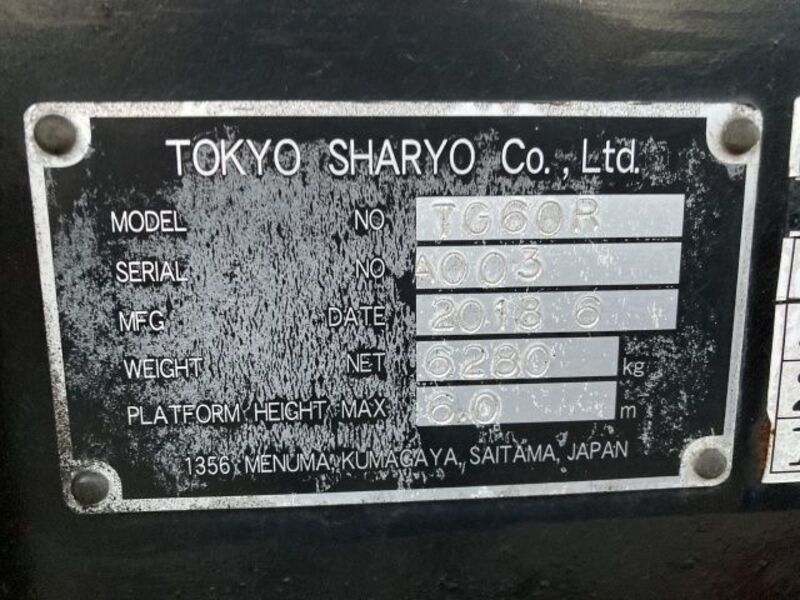 TOKYO SHARYO Co., Ltd.
MODEL NO TG60R
SERIAL NO A003
MFG DATE 2018 6
WEIGHT NET 6280 kg
PLATFORM HEIGHT MAX 6.0 m
1356, MENUMA, KUMAGAYA, SAITAMA, JAPAN